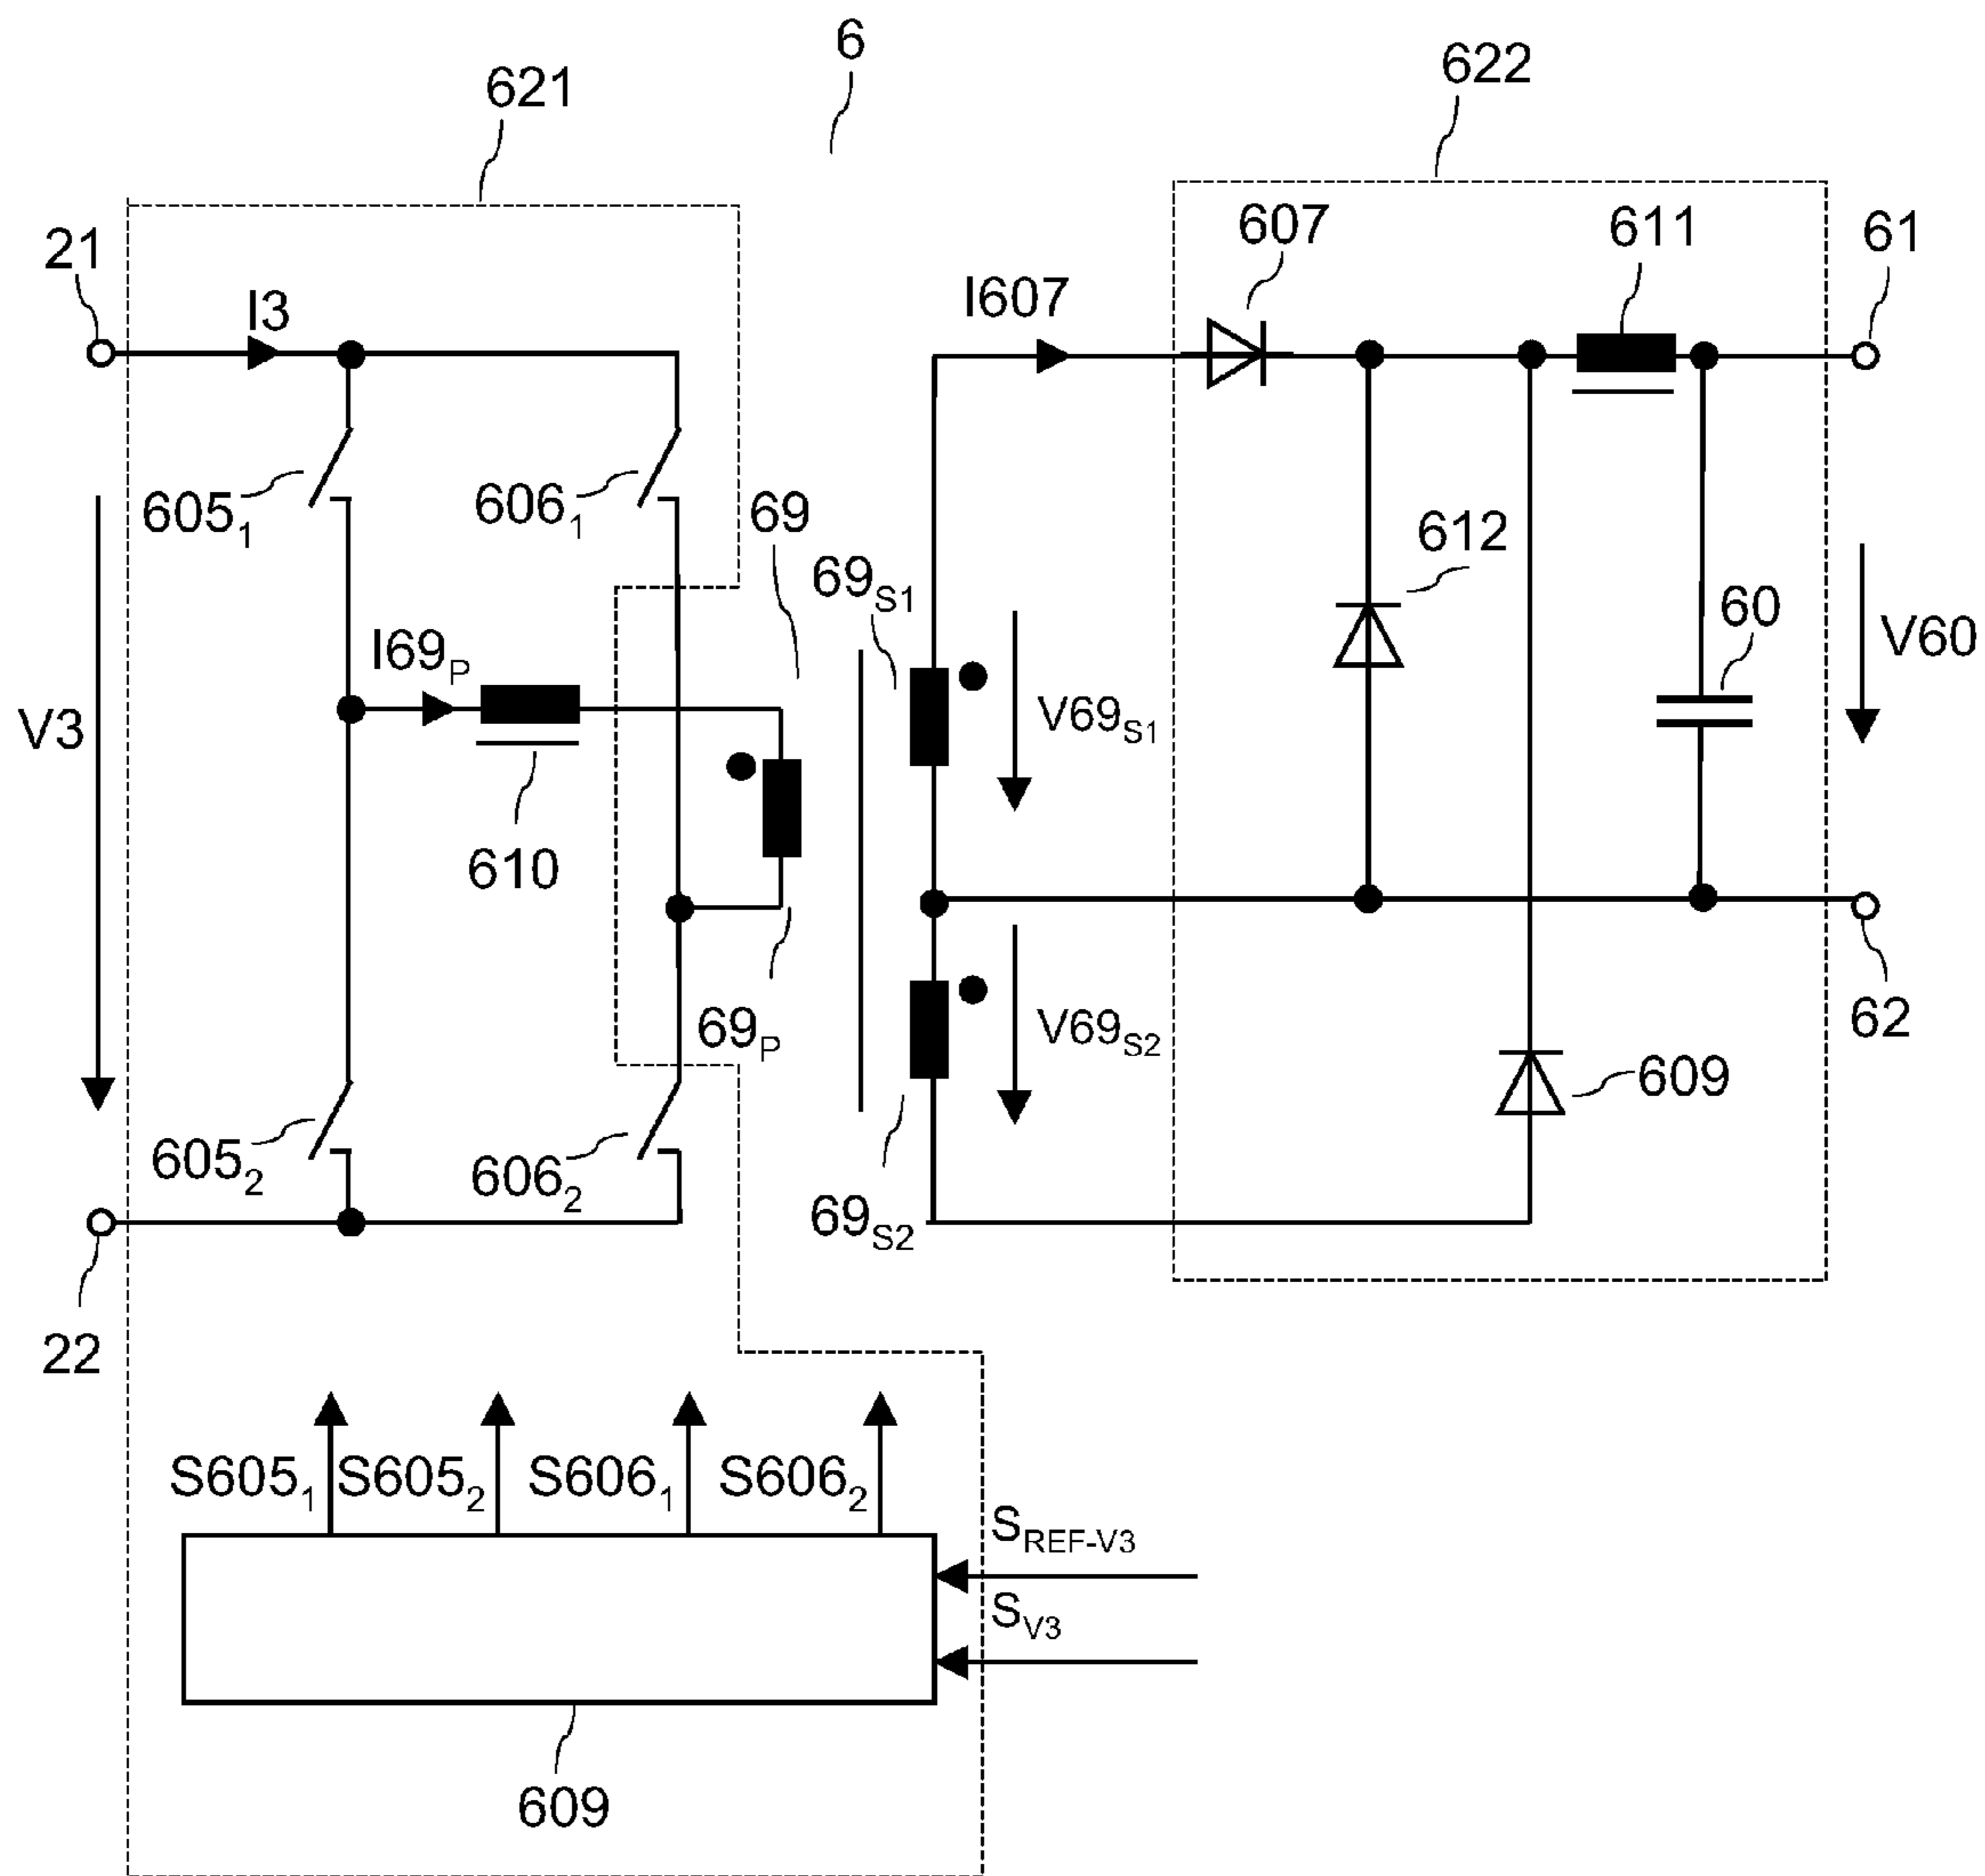 6
621
622
21
I3
I607
607
611
61
605₁
606₁
69
69S1
612
60
V60
V3
I69P
V69S1
610
69P
V69S2
62
609
605₂
606₂
69S2
22
S605₁
S605₂
S606₁
S606₂
SREF-V3
SV3
609